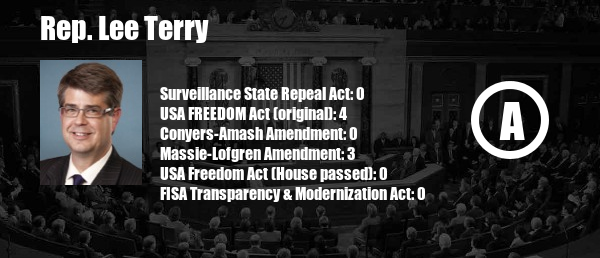 Rep. Lee Terry
Surveillance State Repeal Act: 0
USA FREEDOM Act (original): 4
Conyers-Amash Amendment: 0
Massie-Lofgren Amendment: 3
USA Freedom Act (House passed): 0
FISA Transparency & Modernization Act: 0
A